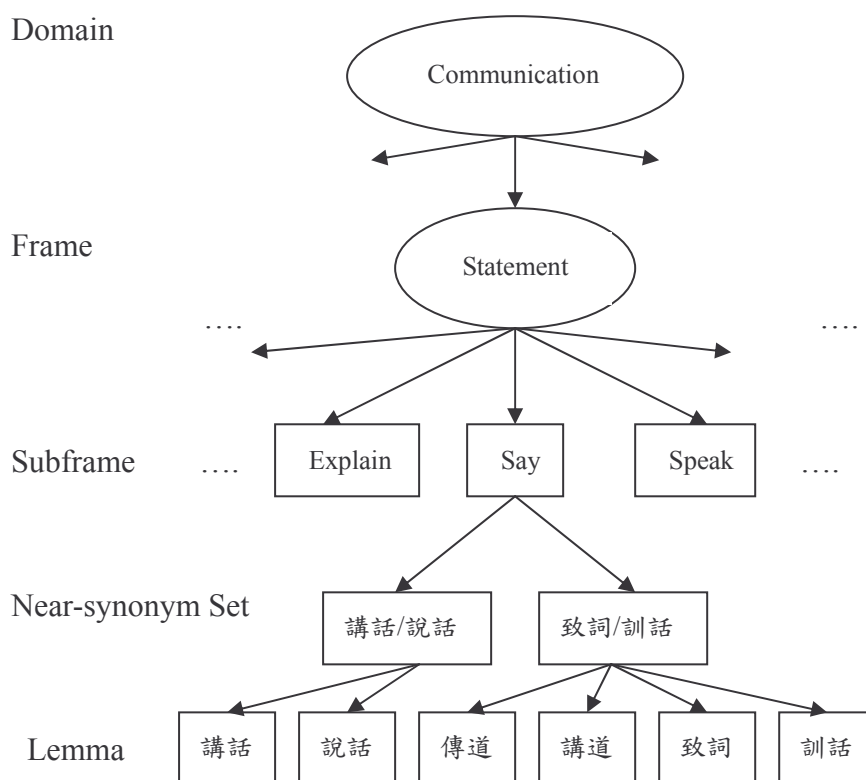 Domain
Communication
Frame
Statement
.... ....
Subframe .... Explain Say Speak ....
Near-synonym Set
講話/說話 致詞/訓話
Lemma 講話 說話 傳道 講道 致詞 訓話